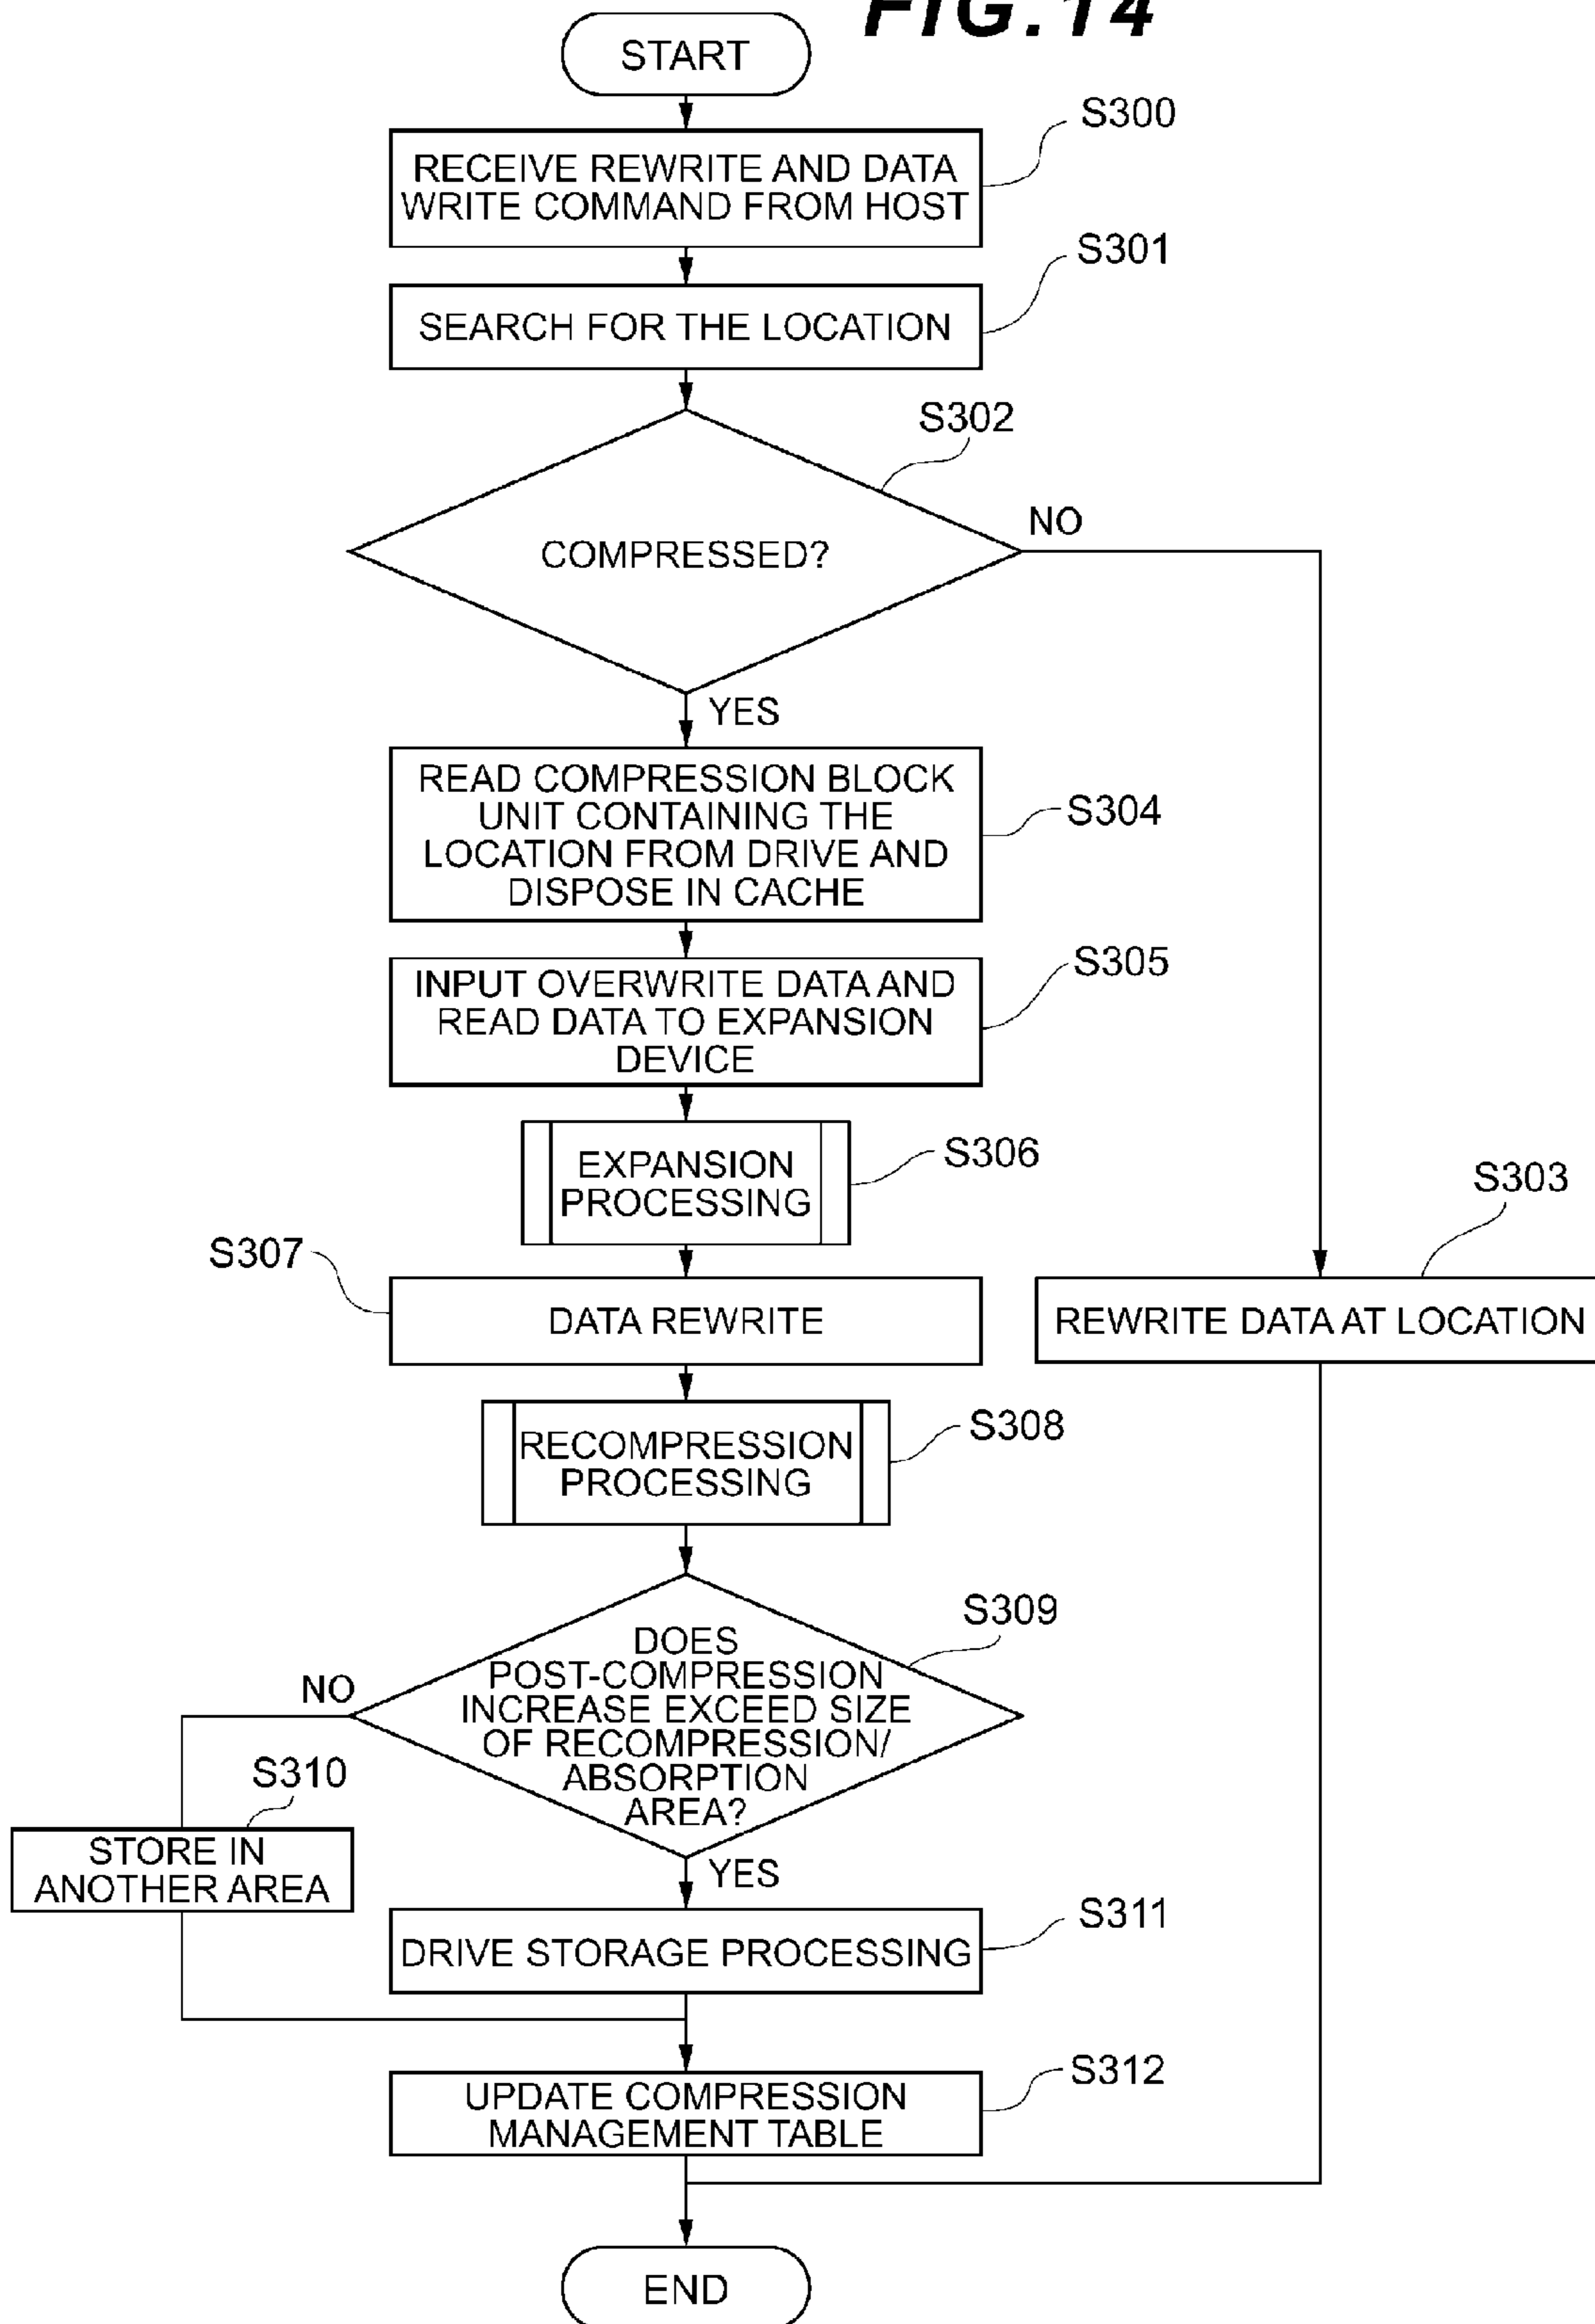 FIG.14
START
S300
RECEIVE REWRITE AND DATA
WRITE COMMAND FROM HOST
S301
SEARCH FOR THE LOCATION
S302
COMPRESSED?
NO
YES
READ COMPRESSION BLOCK
UNIT CONTAINING THE
LOCATION FROM DRIVE AND
DISPOSE IN CACHE
S304
INPUT OVERWRITE DATA AND
READ DATA TO EXPANSION
DEVICE
S305
EXPANSION
PROCESSING
S306
S303
S307
DATA REWRITE
REWRITE DATA AT LOCATION
RECOMPRESSION
PROCESSING
S308
S309
DOES
POST-COMPRESSION
INCREASE EXCEED SIZE
OF RECOMPRESSION/
ABSORPTION
AREA?
NO
S310
STORE IN
ANOTHER AREA
YES
S311
DRIVE STORAGE PROCESSING
S312
UPDATE COMPRESSION
MANAGEMENT TABLE
END